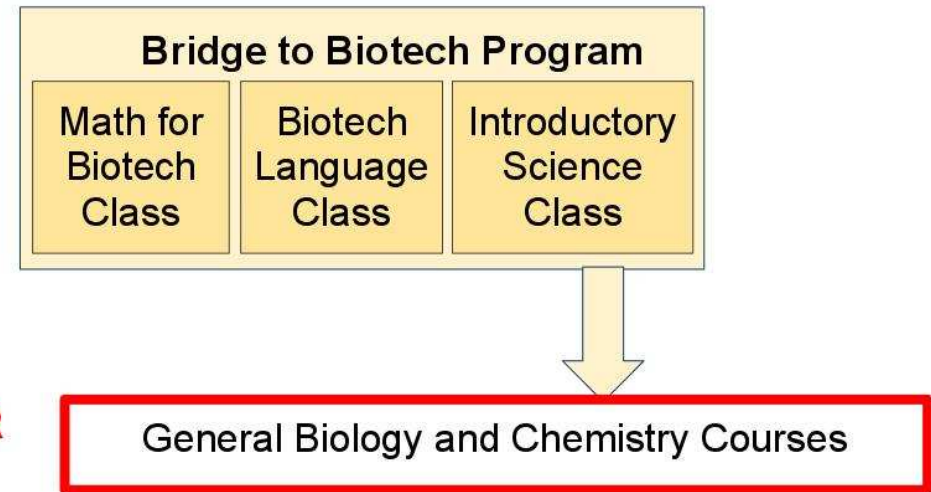 Bridge to Biotech Program
Math for
Biotech
Class
Biotech
Language
Class
Introductory
Science
Class
General Biology and Chemistry Courses